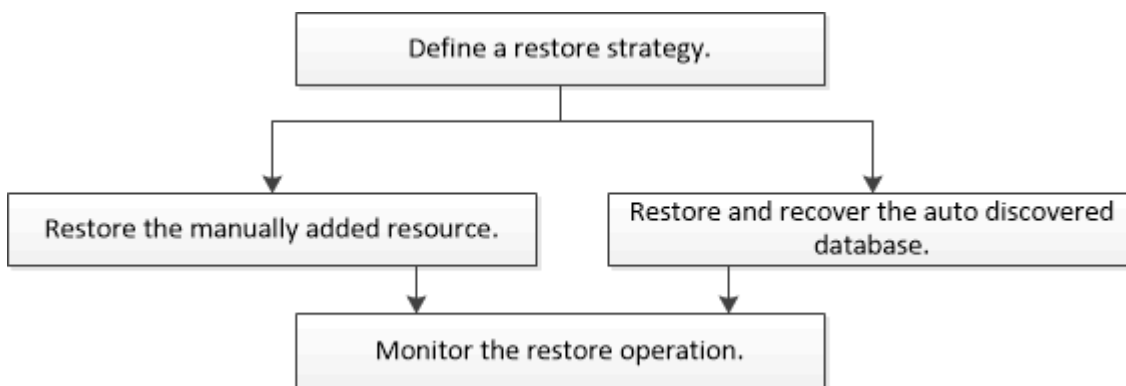 Define a restore strategy.
Restore the manually added resource.
Restore and recover the auto discovered
database.
Monitor the restore operation.